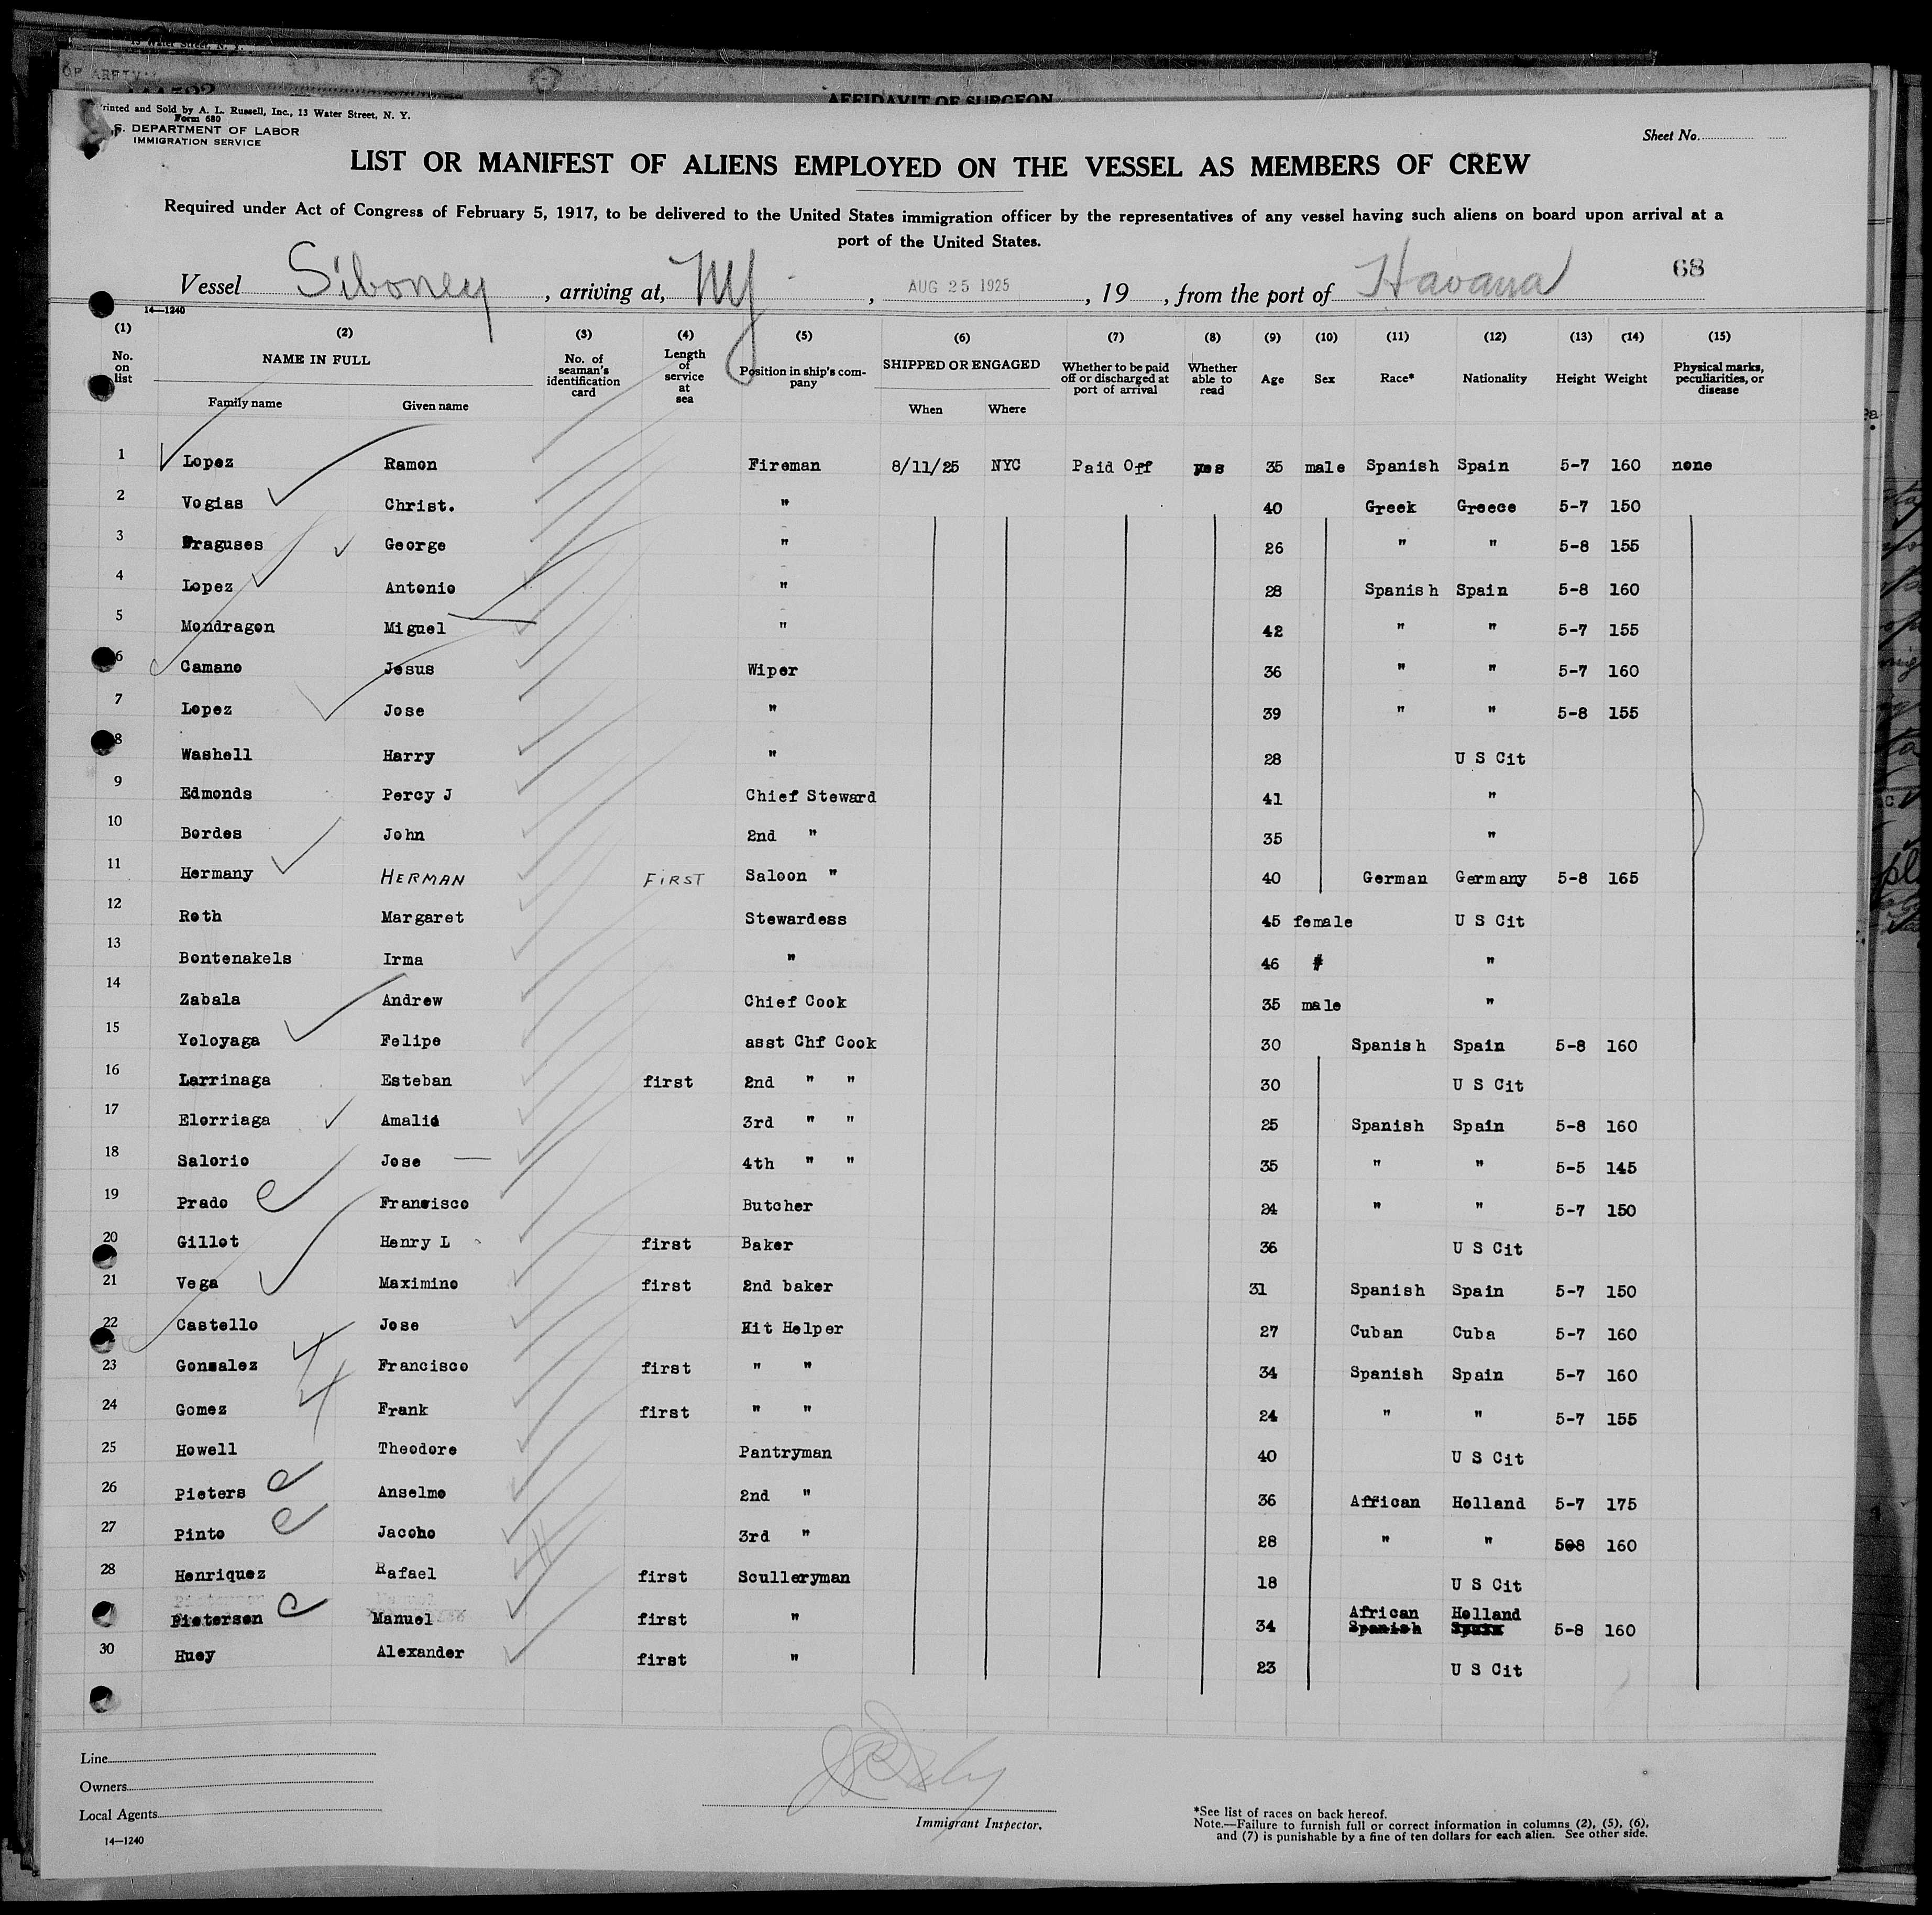 Printed and Sold by A. L. Russell, Inc., 13 Water Street, N. Y.
Form 680
S. DEPARTMENT OF LABOR
IMMIGRATION SERVICE
AFFIDAVIT OF SURGEON
Sheet No.
LIST OR MANIFEST OF ALIENS EMPLOYED ON THE VESSEL AS MEMBERS OF CREW
Required under Act of Congress of February 5, 1917, to be delivered to the United States immigration officer by the representatives of any vessel having such aliens on board upon arrival at a
port of the United States.
68
Vessel Siboney, arriving at, NY, AUG 25 1925, 19, from the port of Havana
14—1240
(1) (2) (3) (4) (5) (6) (7) (8) (9) (10) (11) (12) (13) (14) (15)
No. on list NAME IN FULL Family name Given name No. of seaman's identification card Length of service at sea Position in ship's company SHIPPED OR ENGAGED When Where Whether to be paid off or discharged at port of arrival Whether able to read Age Sex Race* Nationality Height Weight Physical marks, peculiarities, or disease
1 Lopez Ramon Fireman 8/11/25 NYC Paid Off yes 35 male Spanish Spain 5-7 160 none
2 Vogias Christ. " 40 Greek Greece 5-7 150
3 Fraguses George " 26 " " 5-8 155
4 Lopez Antonio " 28 Spanish Spain 5-8 160
5 Mondragon Miguel " 42 " " 5-7 155
6 Camano Jesus Wiper 36 " " 5-7 160
7 Lopez Jose " 39 " " 5-8 155
8 Washell Harry " 28 U S Cit
9 Edmonds Percy J Chief Steward 41 "
10 Bordes John 2nd " 35 "
11 Hermany HERMAN FIRST Saloon " 40 German Germany 5-8 165
12 Roth Margaret Stewardess 45 female U S Cit
13 Bontenakels Irma " 46 " "
14 Zabala Andrew Chief Cook 35 male "
15 Yoloyaga Felipe asst Chf Cook 30 Spanish Spain 5-8 160
16 Larrinaga Esteban first 2nd " " 30 U S Cit
17 Elorriaga Amalio 3rd " " 25 Spanish Spain 5-8 160
18 Salorio Jose 4th " " 35 " " 5-5 145
19 Prado Francisco Butcher 24 " " 5-7 150
20 Gillot Henry L first Baker 36 U S Cit
21 Vega Maximino first 2nd baker 31 Spanish Spain 5-7 150
22 Castello Jose Kit Helper 27 Cuban Cuba 5-7 160
23 Gonzalez Francisco first " " 34 Spanish Spain 5-7 160
24 Gomez Frank first " " 24 " " 5-7 155
25 Howell Theodore Pantryman 40 U S Cit
26 Pieters Anselmo 2nd " 36 African Holland 5-7 175
27 Pinto Jacoho 3rd " 28 " " 5-8 160
28 Henriquez Rafael first Sculleryman 18 U S Cit
Pieterson Manuel first " 34 African Holland 5-8 160
Spanish Spain
30 Huey Alexander first " 23 U S Cit
Line
Owners
Local Agents
14—1240
Immigrant Inspector.
*See list of races on back hereof.
Note.—Failure to furnish full or correct information in columns (2), (5), (6),
and (7) is punishable by a fine of ten dollars for each alien. See other side.